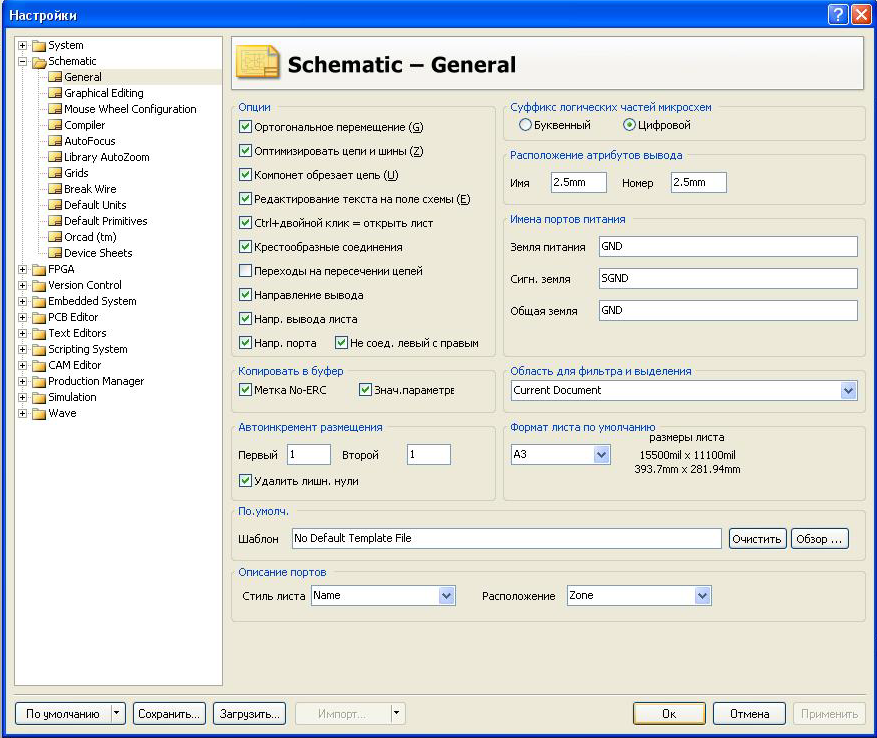 Настройки
System
Schematic
General
Graphical Editing
Mouse Wheel Configuration
Compiler
AutoFocus
Library AutoZoom
Grids
Break Wire
Default Units
Default Primitives
Orcad (tm)
Device Sheets
FPGA
Version Control
Embedded System
PCB Editor
Text Editors
Scripting System
CAM Editor
Production Manager
Simulation
Wave
Schematic – General
Опции
Ортогональное перемещение (G)
Оптимизировать цепи и шины (Z)
Компонет обрезает цепь (U)
Редактирование текста на поле схемы (E)
Ctrl+двойной клик = открыть лист
Крестообразные соединения
Переходы на пересечении цепей
Направление вывода
Напр. вывода листа
Напр. порта Не соед. левый с правым
Суффикс логических частей микросхем
Буквенный Цифровой
Расположение атрибутов вывода
Имя 2.5mm Номер 2.5mm
Имена портов питания
Земля питания GND
Сигн. земля SGND
Общая земля GND
Копировать в буфер
Метка No-ERC Знач.параметре
Область для фильтра и выделения
Current Document
Автоинкремент размещения
Первый 1 Второй 1
Удалить лишн. нули
Формат листа по умолчанию
размеры листа
A3 15500mil x 11100mil
393.7mm x 281.94mm
По.умолч.
Шаблон No Default Template File Очистить Обзор ...
Описание портов
Стиль листа Name Расположение Zone
По умолчанию Сохранить... Загрузить... Импорт... Ок Отмена Применить